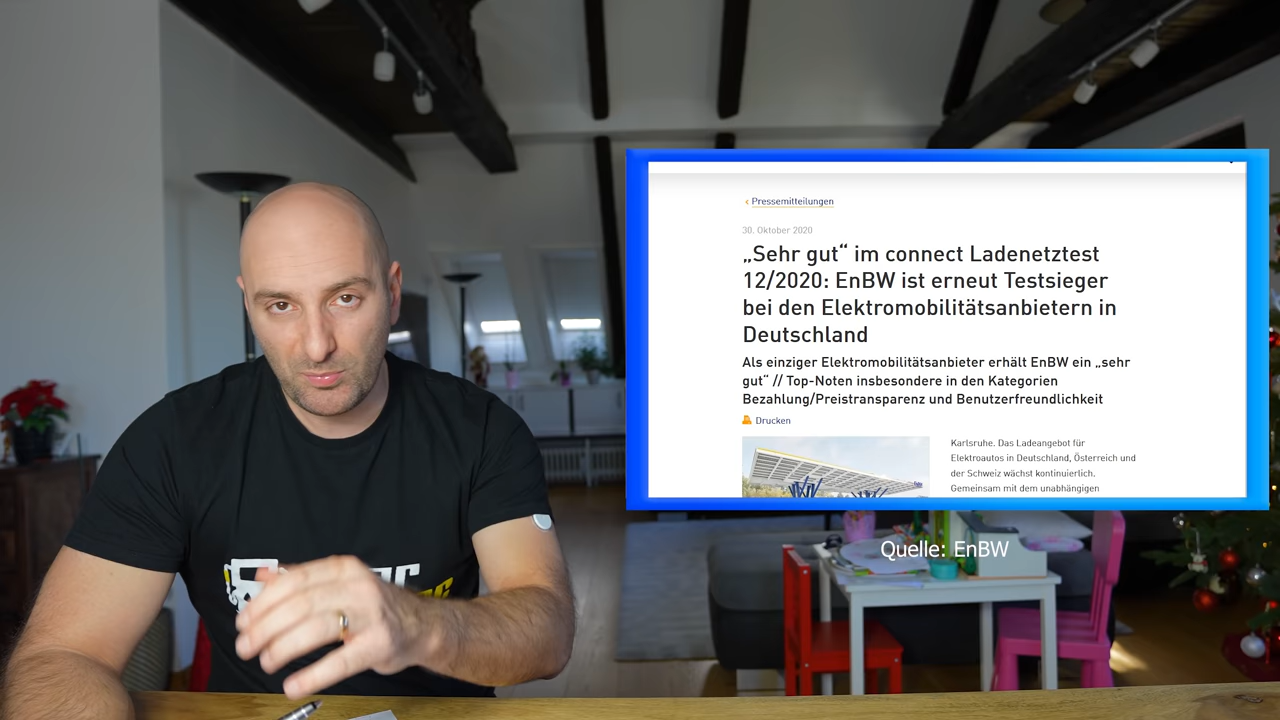 ‹ Pressemitteilungen
30. Oktober 2020
„Sehr gut“ im connect Ladenetztest
12/2020: EnBW ist erneut Testsieger
bei den Elektromobilitätsanbietern in
Deutschland
Als einziger Elektromobilitätsanbieter erhält EnBW ein „sehr
gut“ // Top-Noten insbesondere in den Kategorien
Bezahlung/Preistransparenz und Benutzerfreundlichkeit
Drucken
Karlsruhe. Das Ladeangebot für
Elektroautos in Deutschland, Österreich und
der Schweiz wächst kontinuierlich.
Gemeinsam mit dem unabhängigen
Quelle: EnBW